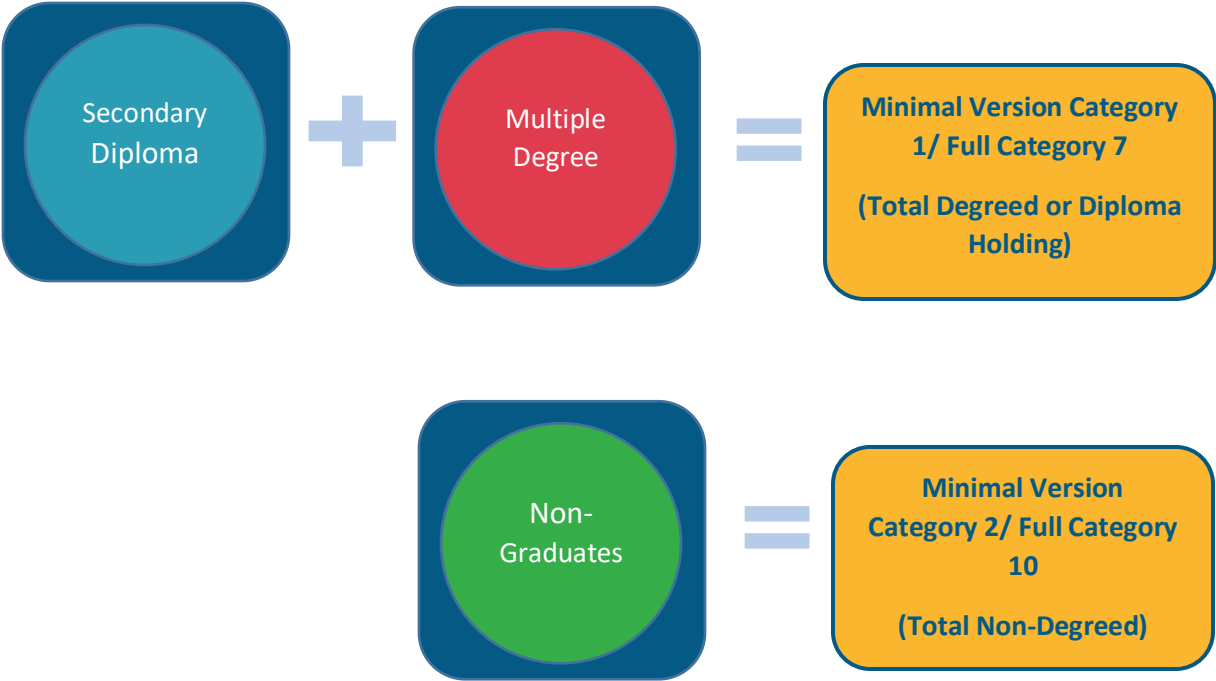 Secondary
Diploma
Multiple
Degree
Minimal Version Category
1/ Full Category 7
(Total Degreed or Diploma
Holding)
Non-
Graduates
Minimal Version
Category 2/ Full Category
10
(Total Non-Degreed)